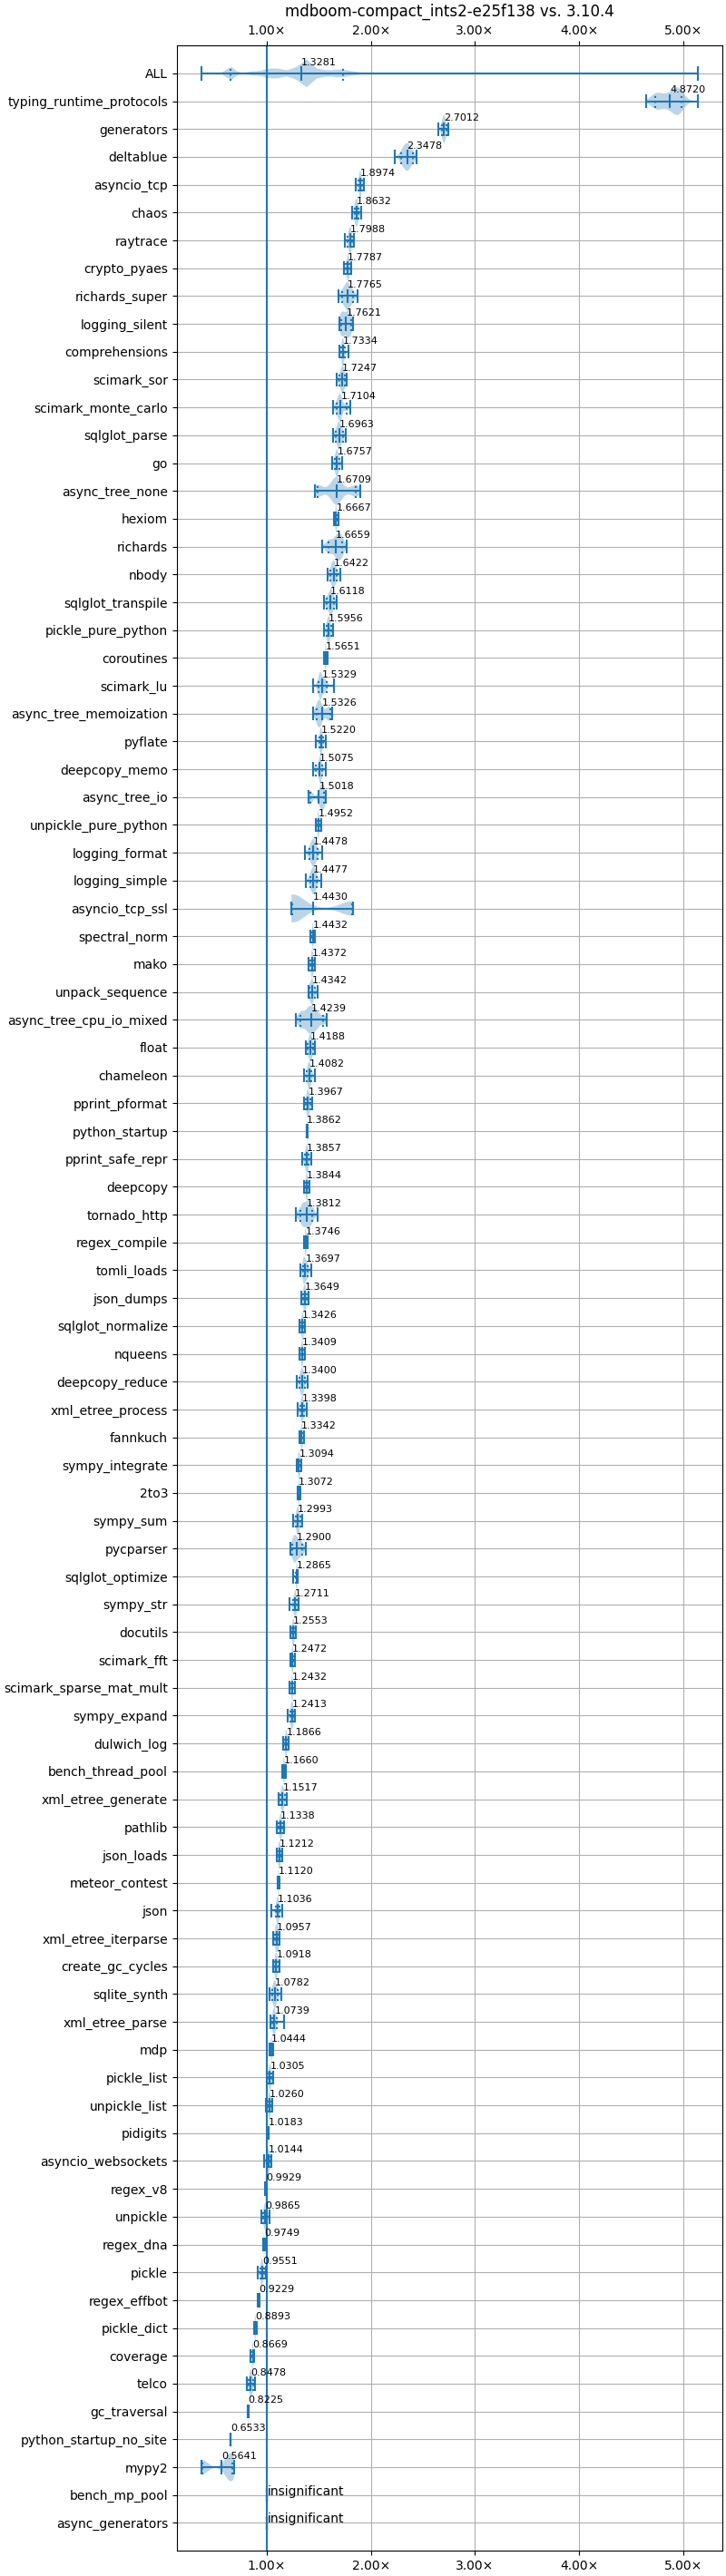 mdboom-compact_ints2-e25f138 vs. 3.10.4
1.00× 2.00× 3.00× 4.00× 5.00×
ALL 1.3281
typing_runtime_protocols 4.8720
generators 2.7012
deltablue 2.3478
asyncio_tcp 1.8974
chaos 1.8632
raytrace 1.7988
crypto_pyaes 1.7787
richards_super 1.7765
logging_silent 1.7621
comprehensions 1.7334
scimark_sor 1.7247
scimark_monte_carlo 1.7104
sqlglot_parse 1.6963
go 1.6757
async_tree_none 1.6709
hexiom 1.6667
richards 1.6659
nbody 1.6422
sqlglot_transpile 1.6118
pickle_pure_python 1.5956
coroutines 1.5651
scimark_lu 1.5329
async_tree_memoization 1.5326
pyflate 1.5220
deepcopy_memo 1.5075
async_tree_io 1.5018
unpickle_pure_python 1.4952
logging_format 1.4478
logging_simple 1.4477
asyncio_tcp_ssl 1.4430
spectral_norm 1.4432
mako 1.4372
unpack_sequence 1.4342
async_tree_cpu_io_mixed 1.4239
float 1.4188
chameleon 1.4082
pprint_pformat 1.3967
python_startup 1.3862
pprint_safe_repr 1.3857
deepcopy 1.3844
tornado_http 1.3812
regex_compile 1.3746
tomli_loads 1.3697
json_dumps 1.3649
sqlglot_normalize 1.3426
nqueens 1.3409
deepcopy_reduce 1.3400
xml_etree_process 1.3398
fannkuch 1.3342
sympy_integrate 1.3094
2to3 1.3072
sympy_sum 1.2993
pycparser 1.2900
sqlglot_optimize 1.2865
sympy_str 1.2711
docutils 1.2553
scimark_fft 1.2472
scimark_sparse_mat_mult 1.2432
sympy_expand 1.2413
dulwich_log 1.1866
bench_thread_pool 1.1660
xml_etree_generate 1.1517
pathlib 1.1338
json_loads 1.1212
meteor_contest 1.1120
json 1.1036
xml_etree_iterparse 1.0957
create_gc_cycles 1.0918
sqlite_synth 1.0782
xml_etree_parse 1.0739
mdp 1.0444
pickle_list 1.0305
unpickle_list 1.0260
pidigits 1.0183
asyncio_websockets 1.0144
regex_v8 0.9929
unpickle 0.9865
regex_dna 0.9749
pickle 0.9551
regex_effbot 0.9229
pickle_dict 0.8893
coverage 0.8669
telco 0.8478
gc_traversal 0.8225
python_startup_no_site 0.6533
mypy2 0.5641
bench_mp_pool insignificant
async_generators insignificant
1.00× 2.00× 3.00× 4.00× 5.00×